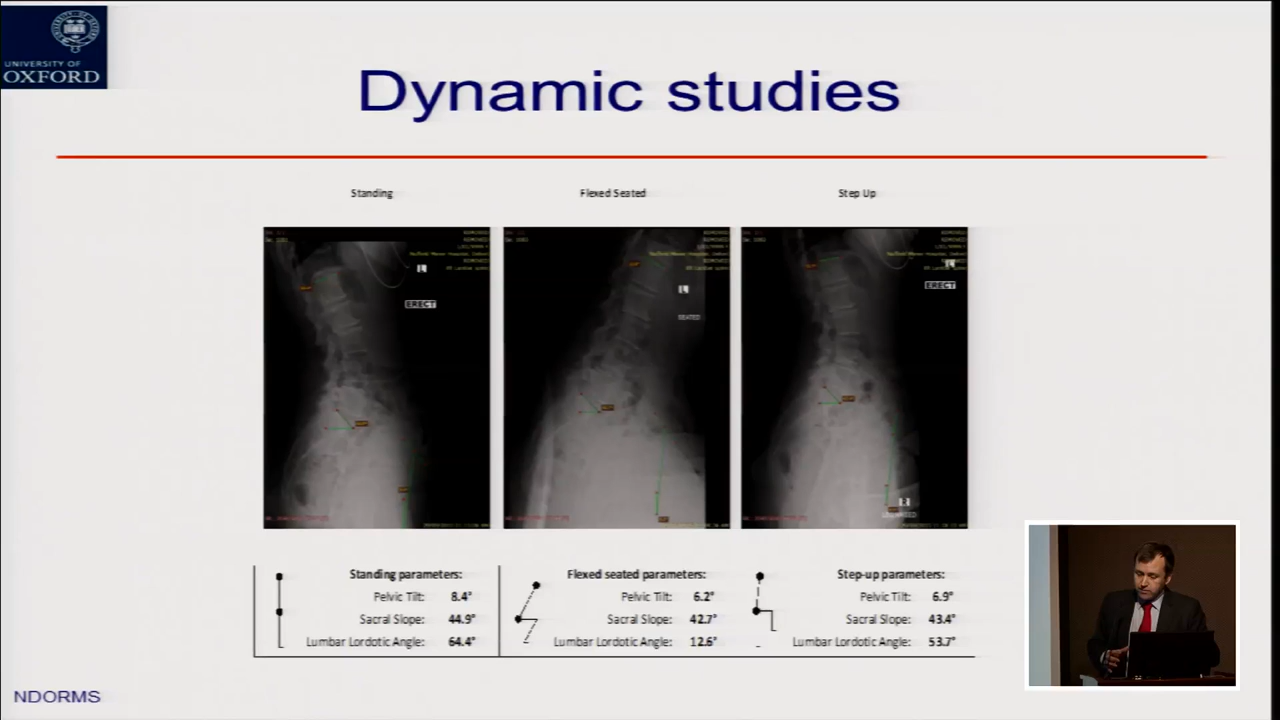 UNIVERSITY OF
OXFORD
Dynamic studies
Standing
Flexed Seated
Step Up
L
ERECT
L
SEATED
L
ERECT
Standing parameters:
Pelvic Tilt: 8.4°
Sacral Slope: 44.9°
Lumbar Lordotic Angle: 64.4°
Flexed seated parameters:
Pelvic Tilt: 6.2°
Sacral Slope: 42.7°
Lumbar Lordotic Angle: 12.6°
Step-up parameters:
Pelvic Tilt: 6.9°
Sacral Slope: 43.4°
Lumbar Lordotic Angle: 53.7°
NDORMS